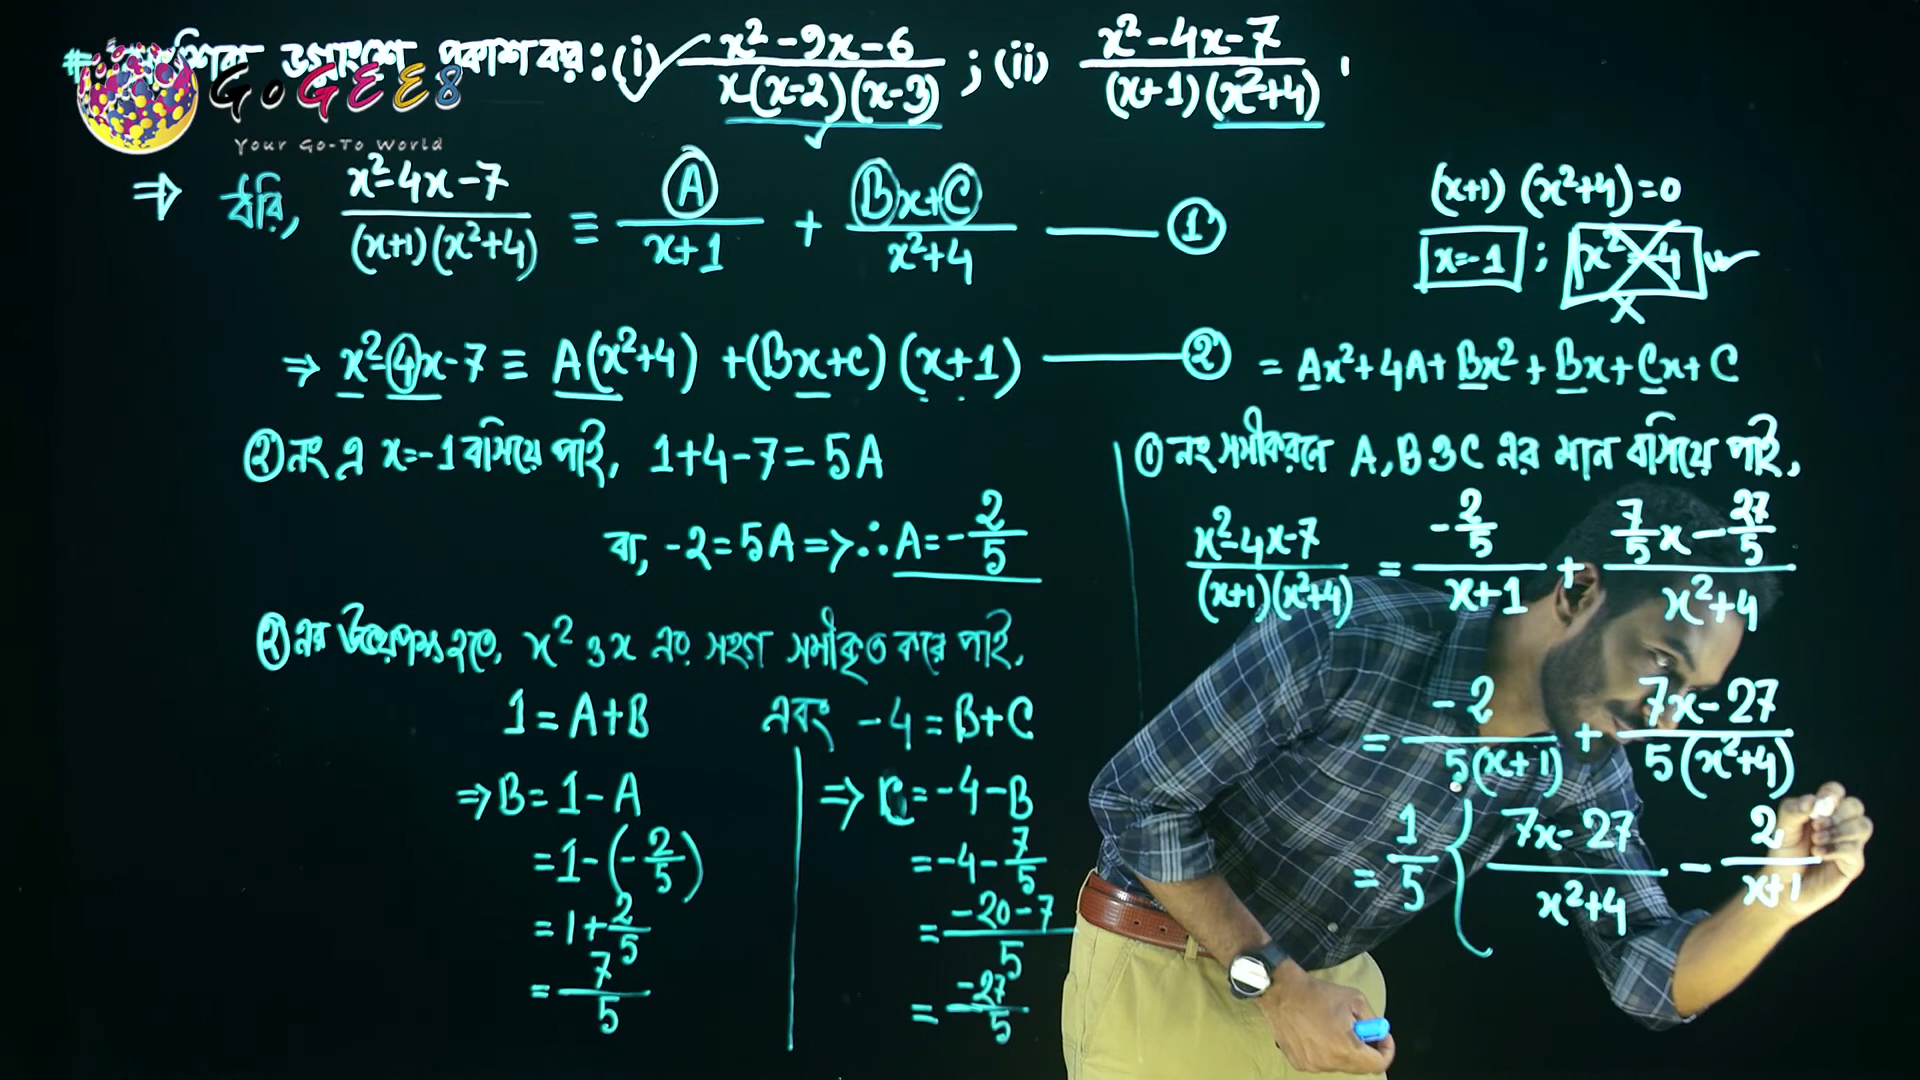 # ভগ্নাংশে প্রকাশ কর : (i) ✓ (x² - 9x - 6)/(x(x-2)(x-3)) ; (ii) (x² - 4x - 7)/((x+1)(x²+4)) ।
GoGEE8
Your Go-To World
⇒ ধরি, (x² - 4x - 7)/((x+1)(x²+4)) ≡ A/(x+1) + (Bx+C)/(x²+4) —— ①
(x+1) (x²+4) = 0
x = -1 ; x² = -4
⇒ x² - 4x - 7 ≡ A(x²+4) + (Bx+C) (x+1) —— ②
= Ax² + 4A + Bx² + Bx + Cx + C
② নং এ x = -1 বসিয়ে পাই, 1+4-7 = 5A
বা, -2 = 5A => ∴ A = -2/5
② এর উভয়পক্ষ হতে, x² ও x এর সহগ সমীকৃত করে পাই,
1 = A+B
⇒ B = 1 - A
= 1 - (-2/5)
= 1 + 2/5
= 7/5
এবং -4 = B+C
⇒ C = -4 - B
= -4 - 7/5
= (-20 - 7)/5
= -27/5
① নং সমীকরনে A, B ও C এর মান বসিয়ে পাই,
(x² - 4x - 7)/((x+1)(x²+4)) = (-2/5)/(x+1) + (7/5 x - 27/5)/(x²+4)
= -2/(5(x+1)) + (7x - 27)/(5(x²+4))
= 1/5 { (7x - 27)/(x²+4) - 2/(x+1)